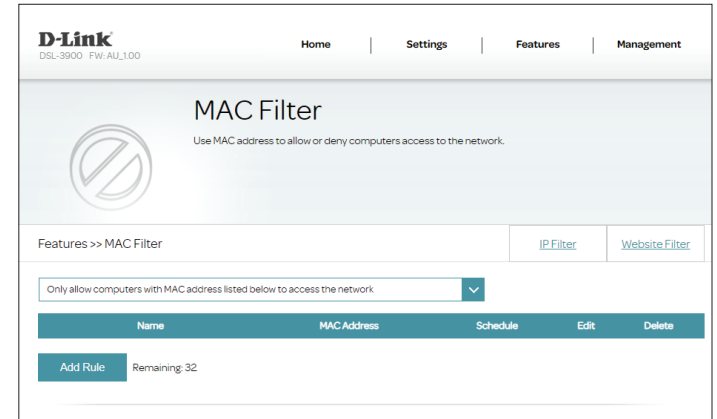 D-Link
DSL-3900 FW: AU_1.00
Home Settings Features Management
MAC Filter
Use MAC address to allow or deny computers access to the network.
Features >> MAC Filter
IP Filter Website Filter
Only allow computers with MAC address listed below to access the network
Name MAC Address Schedule Edit Delete
Add Rule Remaining: 32